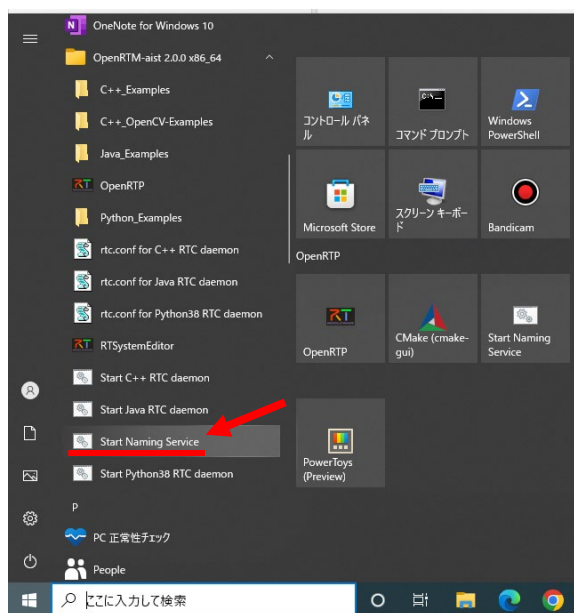 OneNote for Windows 10
OpenRTM-aist 2.0.0 x86_64
C++_Examples
C++_OpenCV-Examples
Java_Examples
OpenRTP
Python_Examples
rtc.conf for C++ RTC daemon
rtc.conf for Java RTC daemon
rtc.conf for Python38 RTC daemon
RTSystemEditor
Start C++ RTC daemon
Start Java RTC daemon
Start Naming Service
Start Python38 RTC daemon
P
PC 正常性チェック
People
コントロール パネ
ル
コマンド プロンプト
Windows
PowerShell
Microsoft Store
スクリーン キーボー
ド
Bandicam
OpenRTP
OpenRTP
CMake (cmake-
gui)
Start Naming
Service
PowerToys
(Preview)
ここに入力して検索